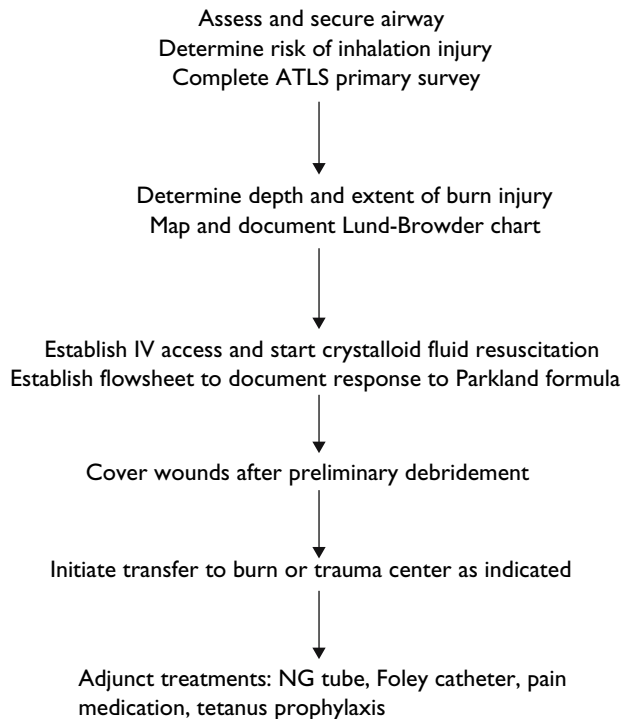 Assess and secure airway
Determine risk of inhalation injury
Complete ATLS primary survey
Determine depth and extent of burn injury
Map and document Lund-Browder chart
Establish IV access and start crystalloid fluid resuscitation
Establish flowsheet to document response to Parkland formula
Cover wounds after preliminary debridement
Initiate transfer to burn or trauma center as indicated
Adjunct treatments: NG tube, Foley catheter, pain
medication, tetanus prophylaxis